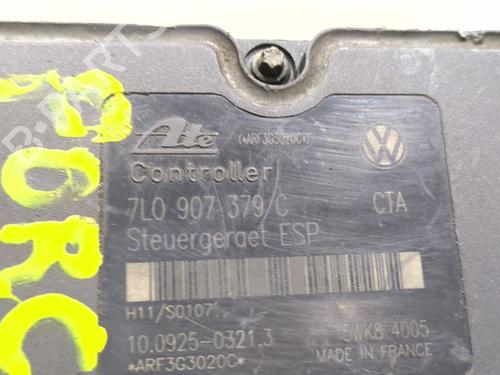 Ate (*ARF3G3020C*)
Controller
7L0 907 379 C CTA
Steuergeraet ESP
H11/S0107
10.0925-0321.3 5WK8 4005
*ARF3G3020C* MADE IN FRANCE